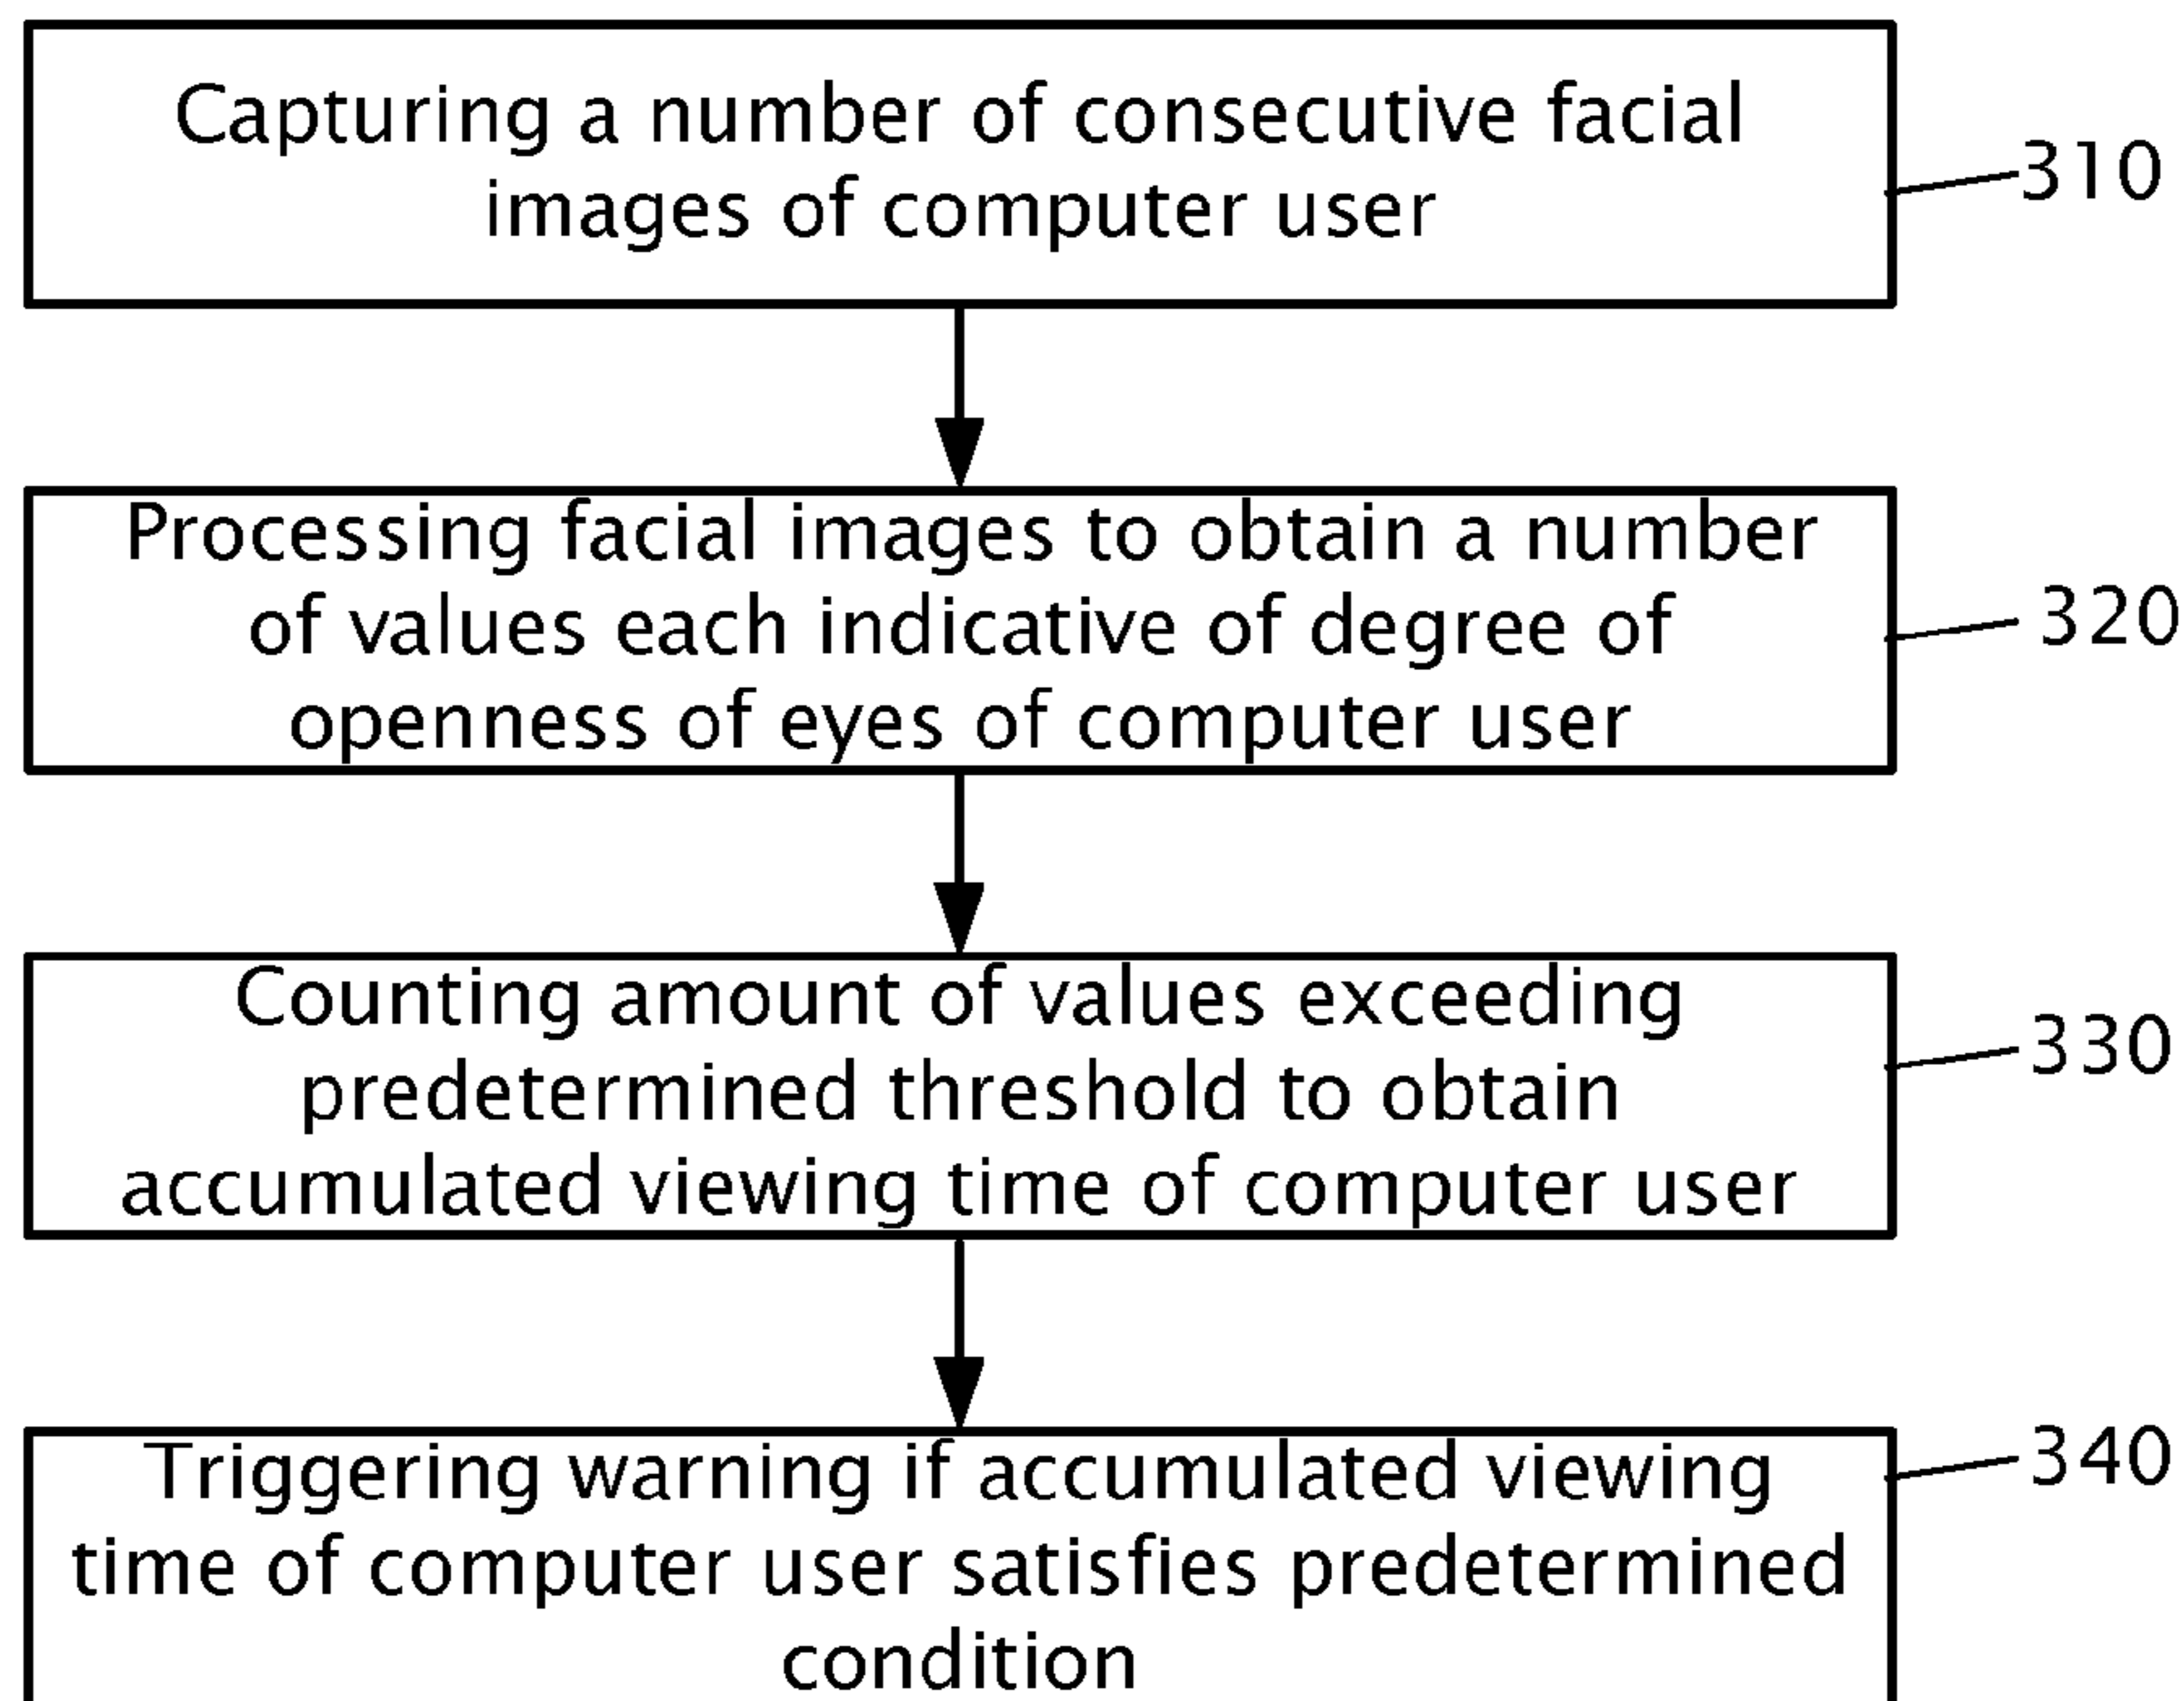 Capturing a number of consecutive facial
images of computer user
310
Processing facial images to obtain a number
of values each indicative of degree of
openness of eyes of computer user
320
Counting amount of values exceeding
predetermined threshold to obtain
accumulated viewing time of computer user
330
Triggering warning if accumulated viewing
time of computer user satisfies predetermined
condition
340